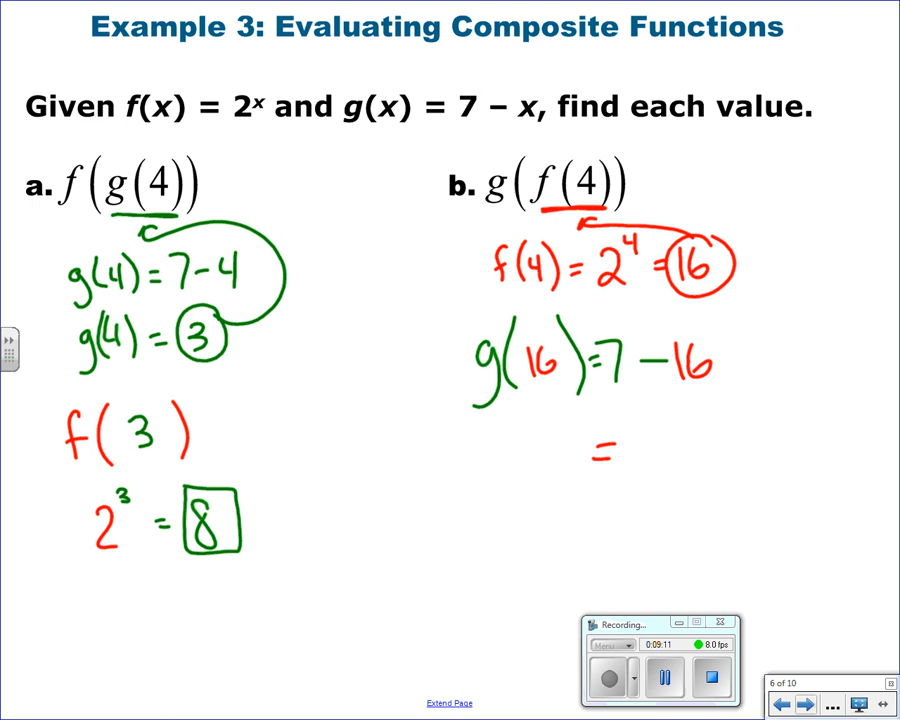 Example 3: Evaluating Composite Functions
Given f(x) = 2ˣ and g(x) = 7 – x, find each value.
a. f(g(4))
g(4) = 7 - 4
g(4) = 3
f( 3 )
2³ = 8
b. g(f(4))
f(4) = 2⁴ = 16
g( 16 ) = 7 - 16
=
Recording...
Menu 0:09:11 8.0 fps
6 of 10
...
Extend Page